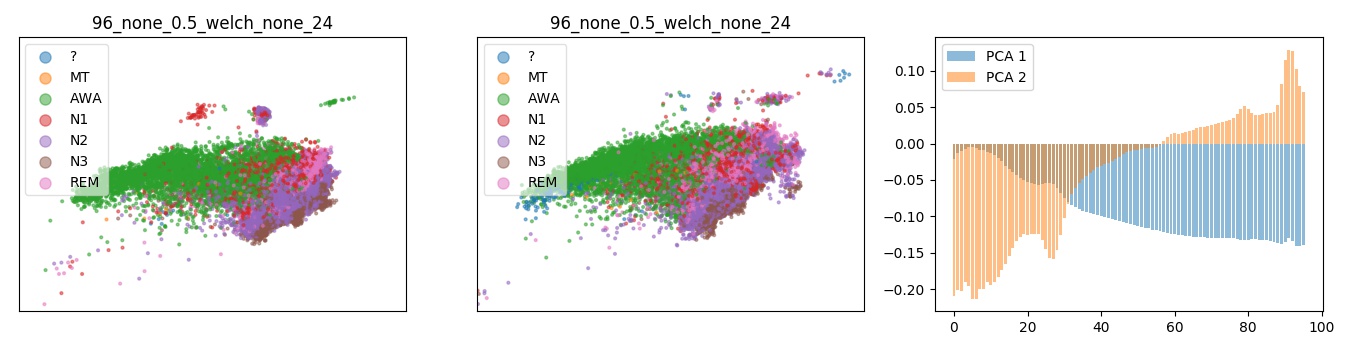 96_none_0.5_welch_none_24
?
MT
AWA
N1
N2
N3
REM
96_none_0.5_welch_none_24
?
MT
AWA
N1
N2
N3
REM
PCA 1
PCA 2
0.10
0.05
0.00
−0.05
−0.10
−0.15
−0.20
0 20 40 60 80 100